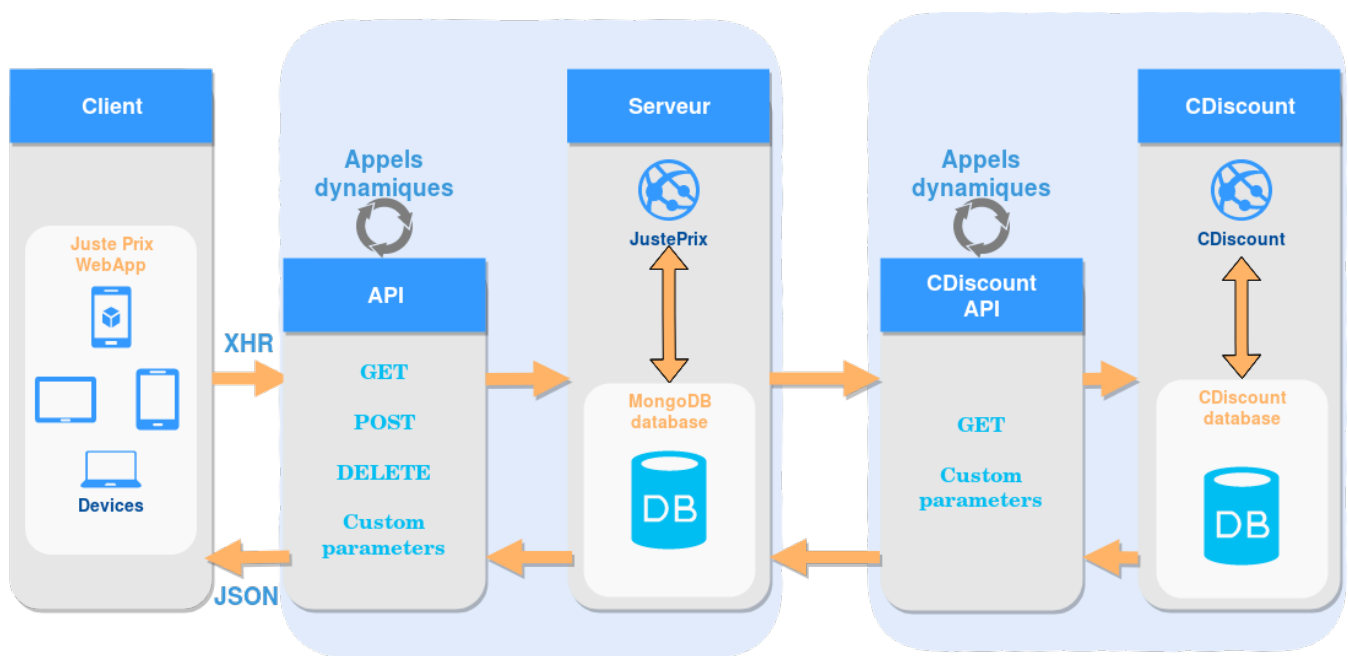 Client
Juste Prix
WebApp
Devices
XHR
JSON
Appels
dynamiques
API
GET
POST
DELETE
Custom
parameters
Serveur
JustePrix
MongoDB
database
DB
Appels
dynamiques
CDiscount
API
GET
Custom
parameters
CDiscount
CDiscount
CDiscount
database
DB